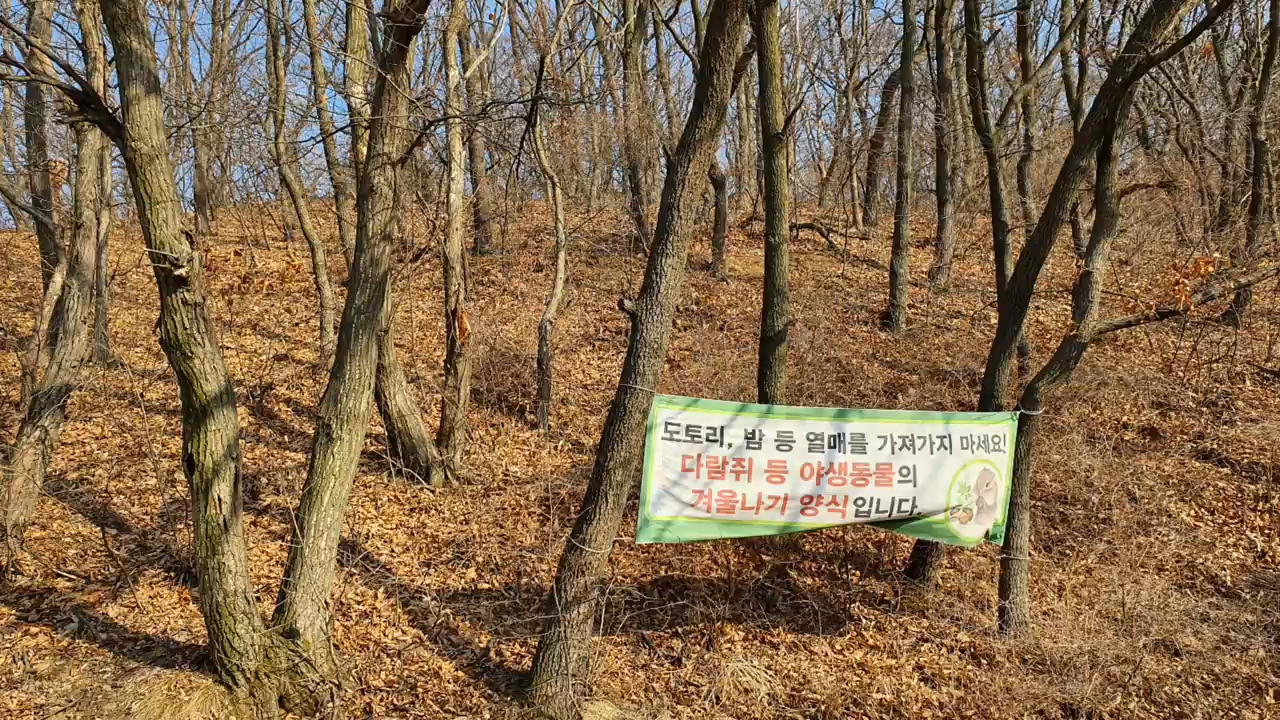 도토리, 밤 등 열매를 가져가지 마세요!
다람쥐 등 야생동물의
겨울나기 양식입니다.